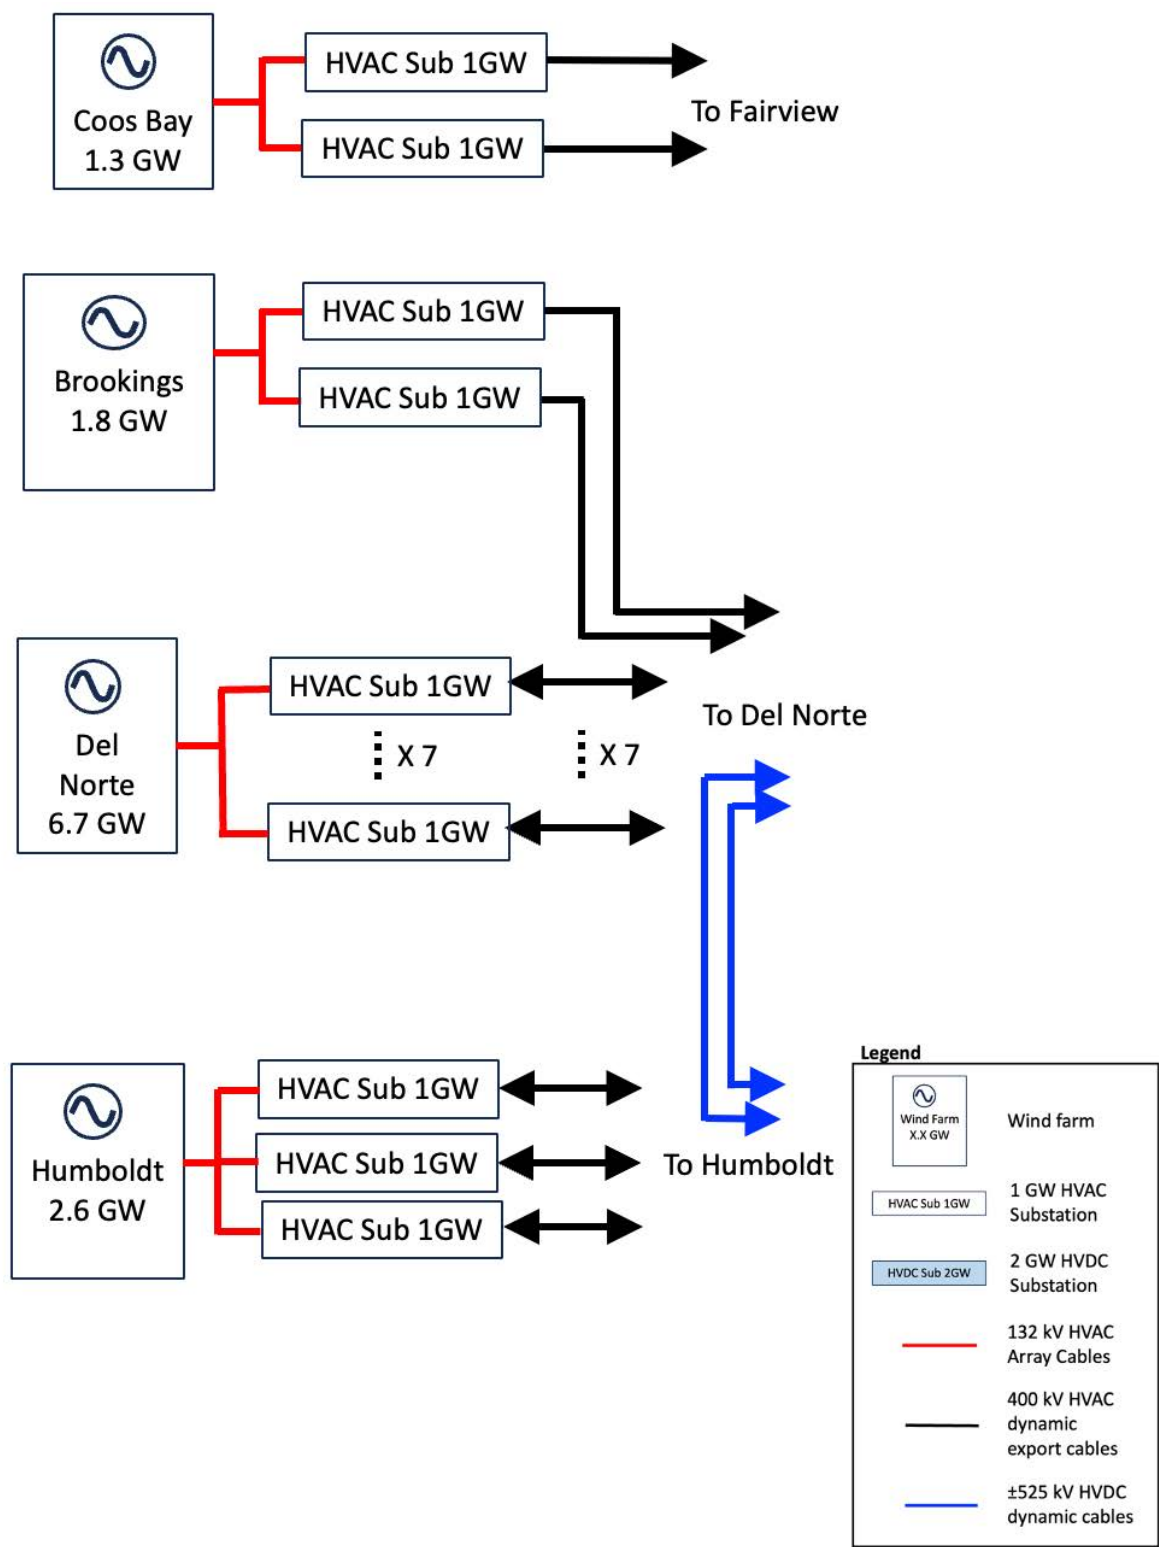 Coos Bay
1.3 GW
HVAC Sub 1GW
HVAC Sub 1GW
To Fairview
Brookings
1.8 GW
HVAC Sub 1GW
HVAC Sub 1GW
Del
Norte
6.7 GW
HVAC Sub 1GW
X 7
X 7
HVAC Sub 1GW
To Del Norte
Humboldt
2.6 GW
HVAC Sub 1GW
HVAC Sub 1GW
HVAC Sub 1GW
To Humboldt
Legend
Wind Farm
X.X GW
Wind farm
HVAC Sub 1GW
1 GW HVAC
Substation
HVDC Sub 2GW
2 GW HVDC
Substation
132 kV HVAC
Array Cables
400 kV HVAC
dynamic
export cables
±525 kV HVDC
dynamic cables